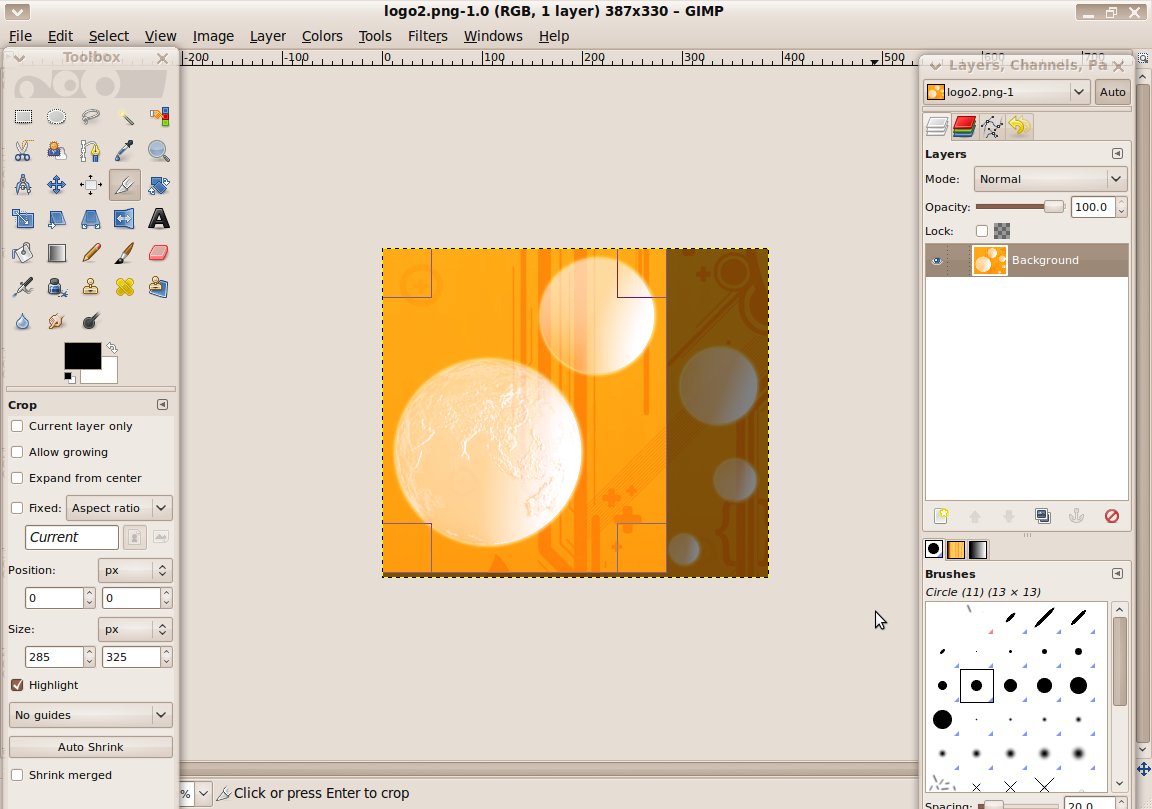 logo2.png-1.0 (RGB, 1 layer) 387x330 – GIMP
File Edit Select View Image Layer Colors Tools Filters Windows Help
Toolbox
-200 -100 0 100 200 300 400 500 600 700
Layers, Channels, Pa
logo2.png-1 Auto
Layers
Mode: Normal
Opacity: 100.0
Lock:
Background
Crop
Current layer only
Allow growing
Expand from center
Fixed: Aspect ratio
Current
Position: px
0 0
Size: px
285 325
Highlight
No guides
Auto Shrink
Shrink merged
Brushes
Circle (11) (13 × 13)
% Click or press Enter to crop
Spacing: 20.0